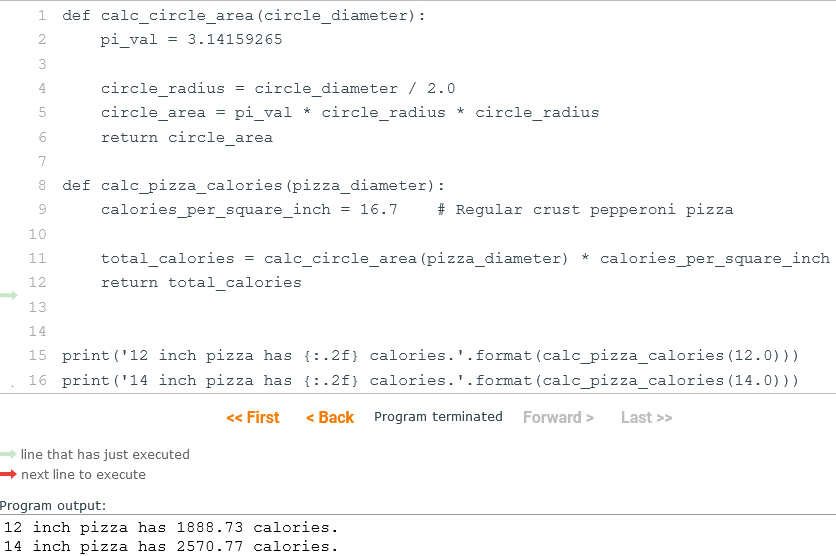 1 def calc_circle_area(circle_diameter):
2     pi_val = 3.14159265
3
4     circle_radius = circle_diameter / 2.0
5     circle_area = pi_val * circle_radius * circle_radius
6     return circle_area
7
8 def calc_pizza_calories(pizza_diameter):
9     calories_per_square_inch = 16.7    # Regular crust pepperoni pizza
10
11     total_calories = calc_circle_area(pizza_diameter) * calories_per_square_inch
12     return total_calories
13
14
15 print('12 inch pizza has {:.2f} calories.'.format(calc_pizza_calories(12.0)))
16 print('14 inch pizza has {:.2f} calories.'.format(calc_pizza_calories(14.0)))
<< First < Back Program terminated Forward > Last >>
line that has just executed
next line to execute
Program output:
12 inch pizza has 1888.73 calories.
14 inch pizza has 2570.77 calories.